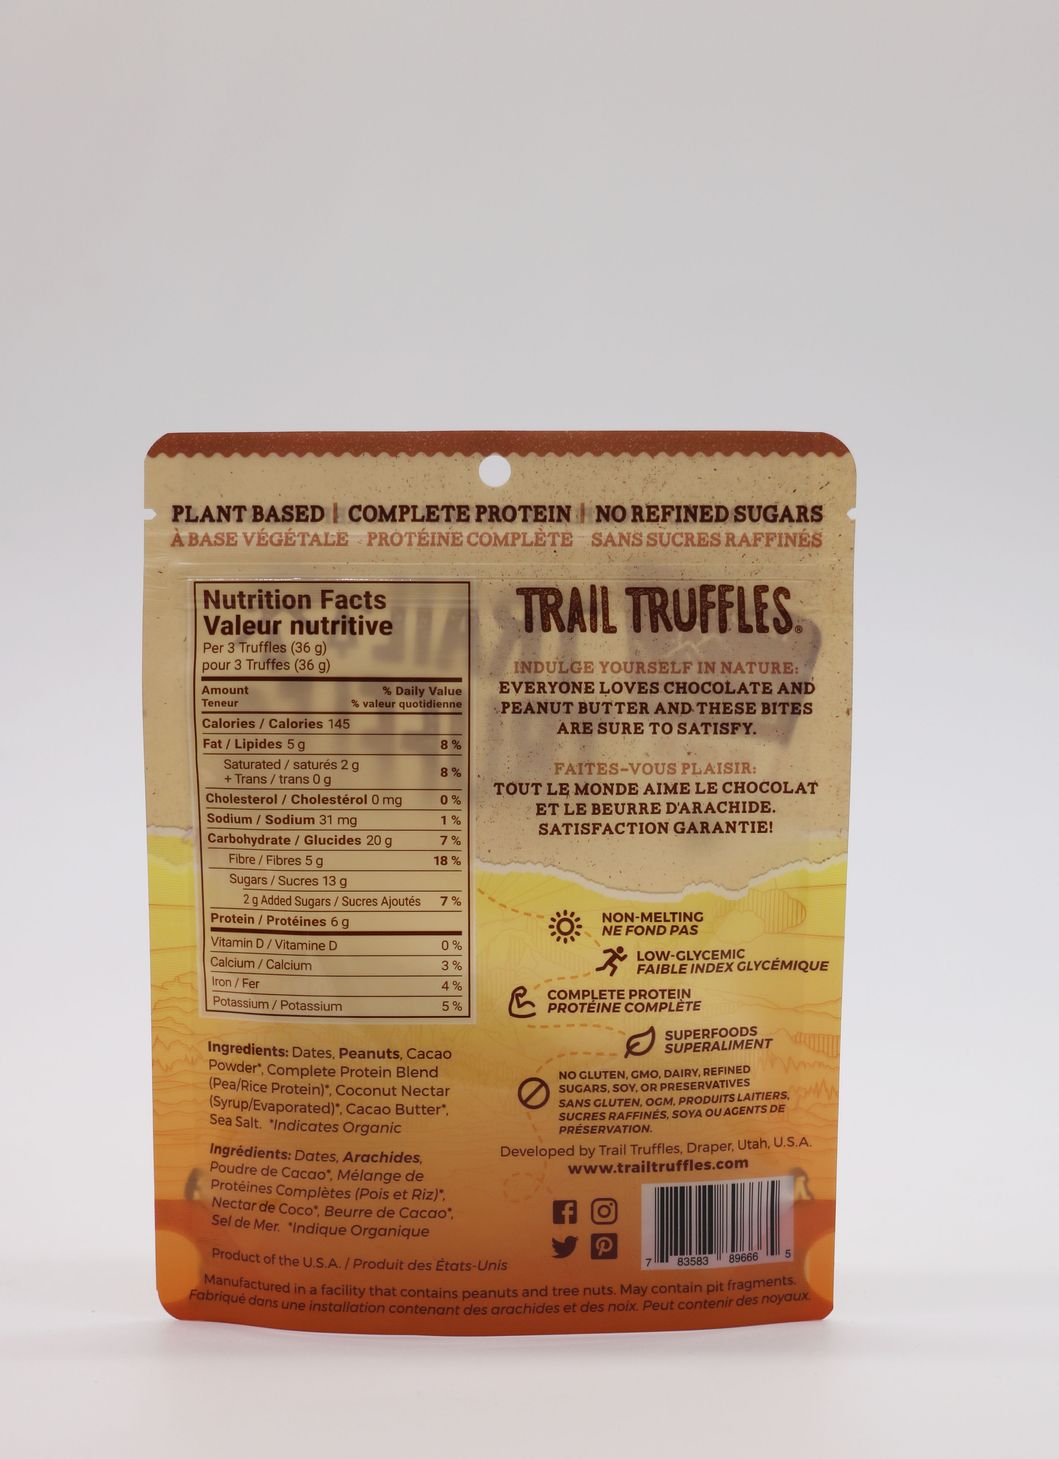 PLANT BASED | COMPLETE PROTEIN | NO REFINED SUGARS
À BASE VÉGÉTALE PROTÉINE COMPLÈTE SANS SUCRES RAFFINÉS
Nutrition Facts
Valeur nutritive
Per 3 Truffles (36 g)
pour 3 Truffes (36 g)
Amount % Daily Value
Teneur % valeur quotidienne
Calories / Calories 145
Fat / Lipides 5 g 8 %
Saturated / saturés 2 g
+ Trans / trans 0 g 8 %
Cholesterol / Cholestérol 0 mg 0 %
Sodium / Sodium 31 mg 1 %
Carbohydrate / Glucides 20 g 7 %
Fibre / Fibres 5 g 18 %
Sugars / Sucres 13 g
2 g Added Sugars / Sucres Ajoutés 7 %
Protein / Protéines 6 g
Vitamin D / Vitamine D 0 %
Calcium / Calcium 3 %
Iron / Fer 4 %
Potassium / Potassium 5 %
Ingredients: Dates, Peanuts, Cacao
Powder*, Complete Protein Blend
(Pea/Rice Protein)*, Coconut Nectar
(Syrup/Evaporated)*, Cacao Butter*,
Sea Salt. *Indicates Organic
Ingrédients: Dates, Arachides,
Poudre de Cacao*, Mélange de
Protéines Complètes (Pois et Riz)*,
Nectar de Coco*, Beurre de Cacao*,
Sel de Mer. *Indique Organique
TRAIL TRUFFLES®
INDULGE YOURSELF IN NATURE:
EVERYONE LOVES CHOCOLATE AND
PEANUT BUTTER AND THESE BITES
ARE SURE TO SATISFY.
FAITES-VOUS PLAISIR:
TOUT LE MONDE AIME LE CHOCOLAT
ET LE BEURRE D'ARACHIDE.
SATISFACTION GARANTIE!
NON-MELTING
NE FOND PAS
LOW-GLYCEMIC
FAIBLE INDEX GLYCÉMIQUE
COMPLETE PROTEIN
PROTÉINE COMPLÈTE
SUPERFOODS
SUPERALIMENT
NO GLUTEN, GMO, DAIRY, REFINED
SUGARS, SOY, OR PRESERVATIVES
SANS GLUTEN, OGM, PRODUITS LAITIERS,
SUCRES RAFFINÉS, SOYA OU AGENTS DE
PRÉSERVATION.
Developed by Trail Truffles, Draper, Utah, U.S.A.
www.trailtruffles.com
7 83583 89666 5
Product of the U.S.A. / Produit des États-Unis
Manufactured in a facility that contains peanuts and tree nuts. May contain pit fragments.
Fabriqué dans une installation contenant des arachides et des noix. Peut contenir des noyaux.